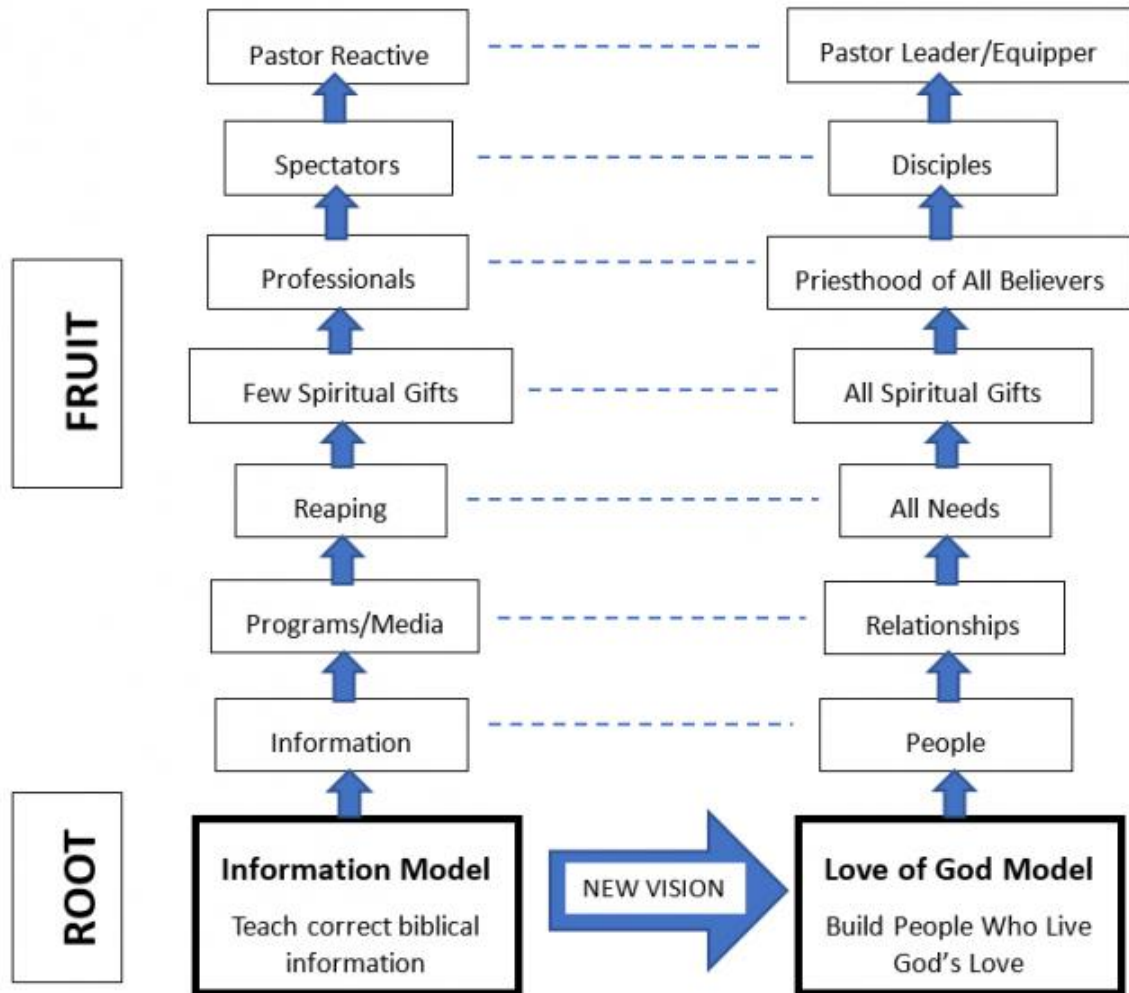 Pastor Reactive
Pastor Leader/Equipper
Spectators
Disciples
Professionals
Priesthood of All Believers
FRUIT
Few Spiritual Gifts
All Spiritual Gifts
Reaping
All Needs
Programs/Media
Relationships
Information
People
ROOT
Information Model
Teach correct biblical
information
NEW VISION
Love of God Model
Build People Who Live
God’s Love